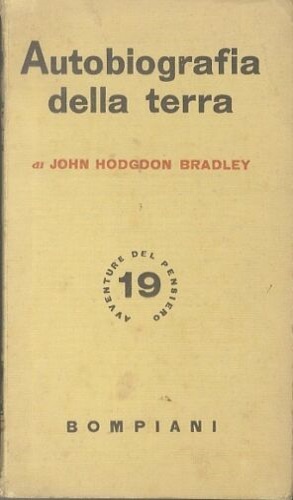 Autobiografia
della terra
di JOHN HODGDON BRADLEY
AVVENTURE DEL PENSIERO
19
BOMPIANI